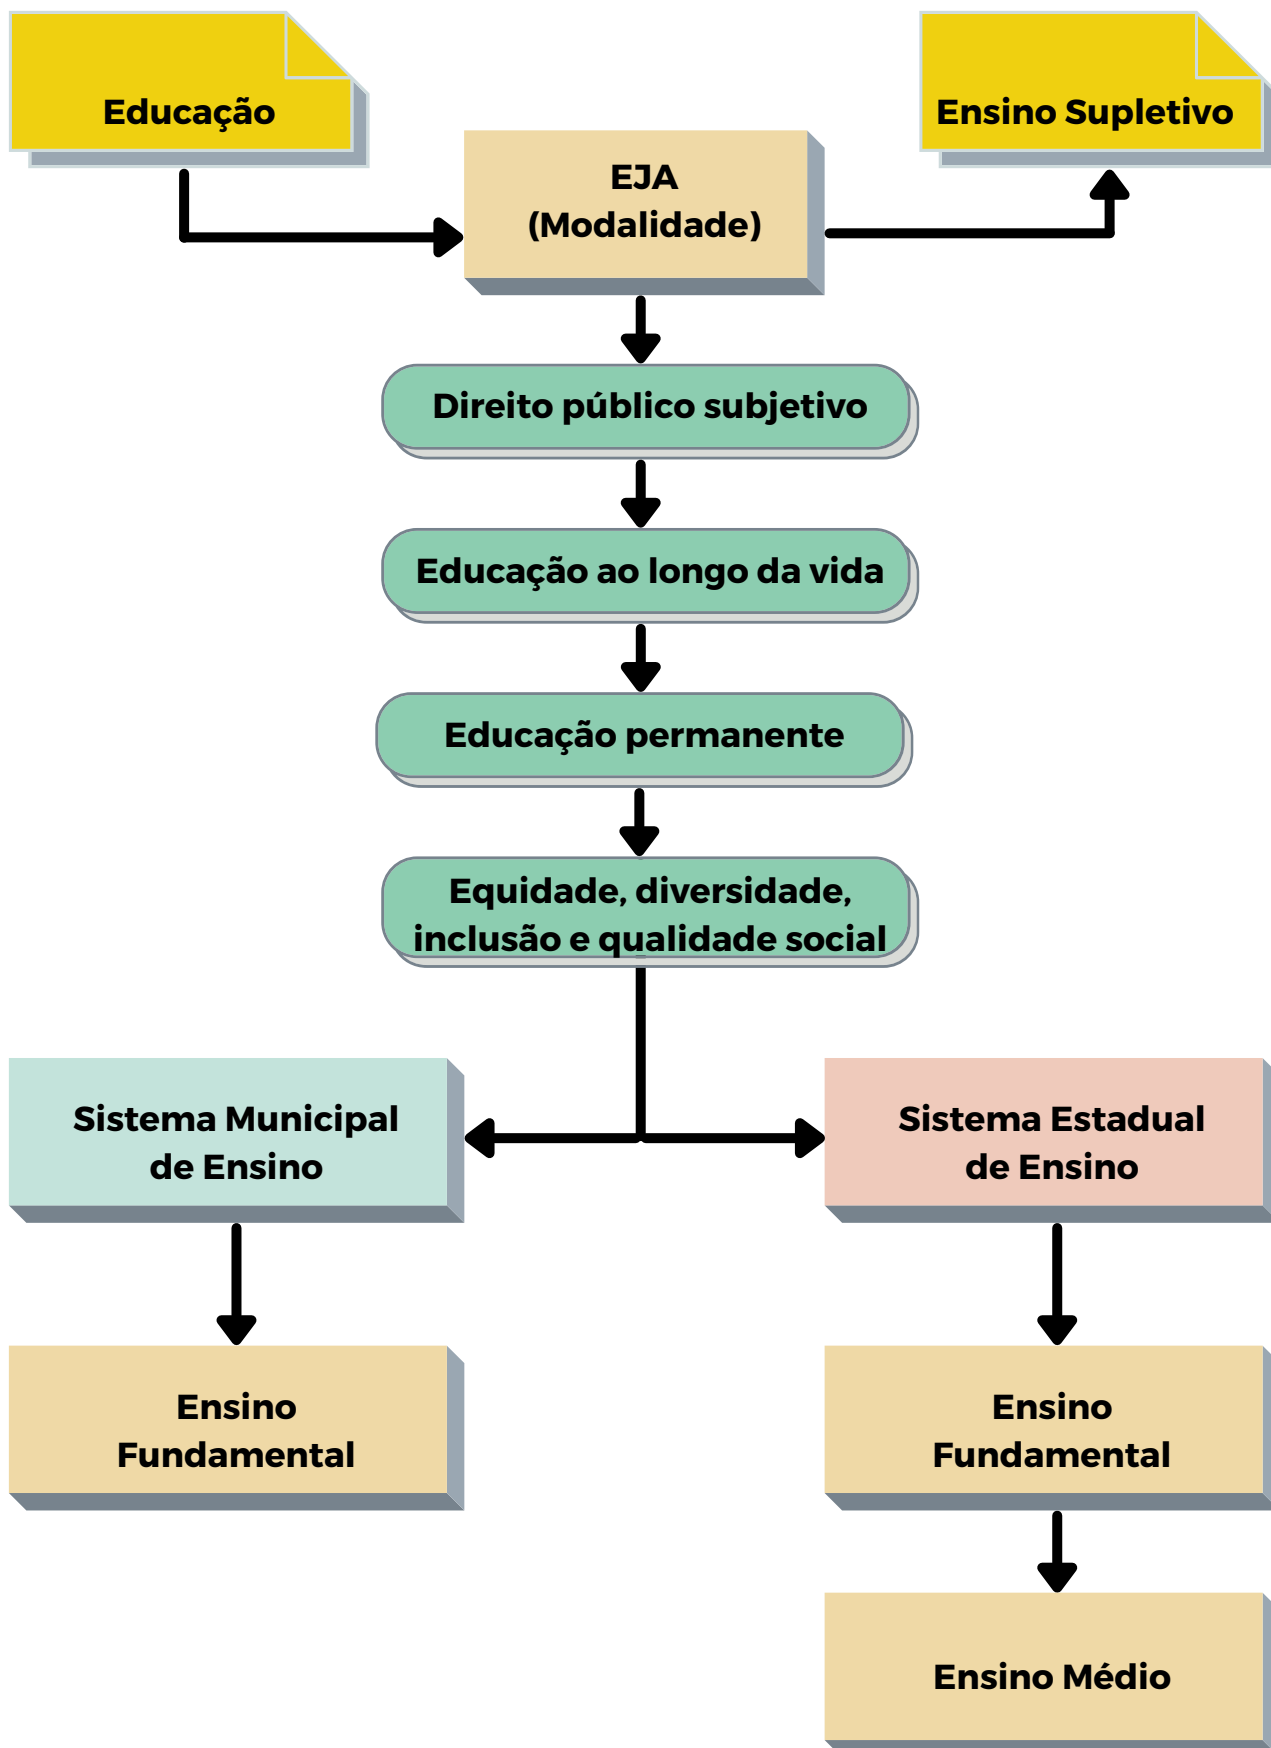 Educação
Ensino Supletivo
EJA
(Modalidade)
Direito público subjetivo
Educação ao longo da vida
Educação permanente
Equidade, diversidade,
inclusão e qualidade social
Sistema Municipal
de Ensino
Sistema Estadual
de Ensino
Ensino
Fundamental
Ensino
Fundamental
Ensino Médio